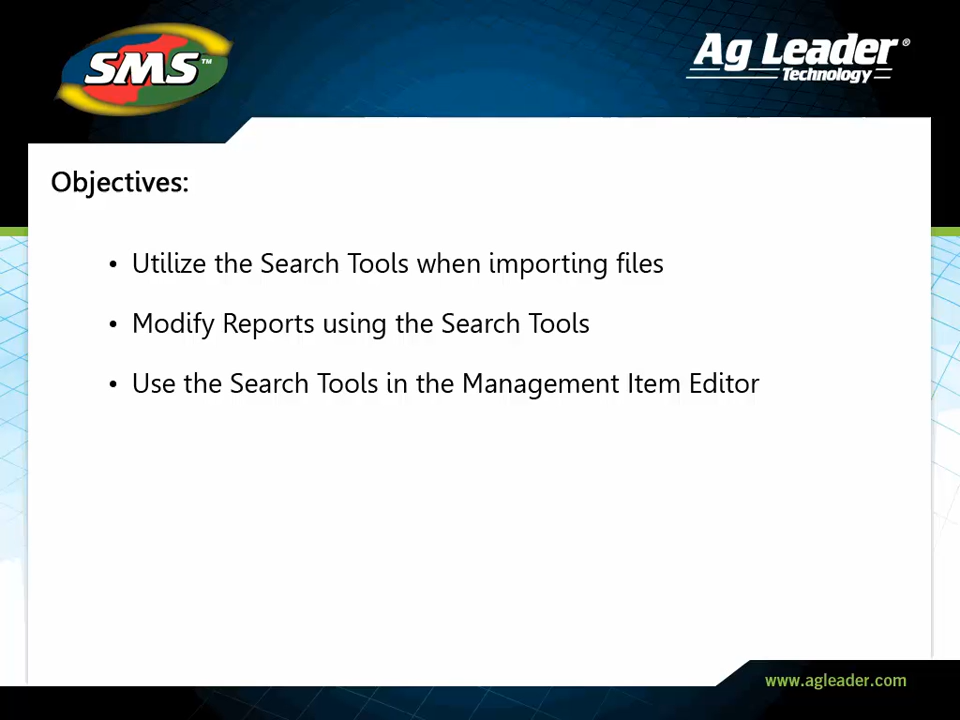 SMS™
Ag Leader®
Technology
Objectives:
• Utilize the Search Tools when importing files
• Modify Reports using the Search Tools
• Use the Search Tools in the Management Item Editor
www.agleader.com